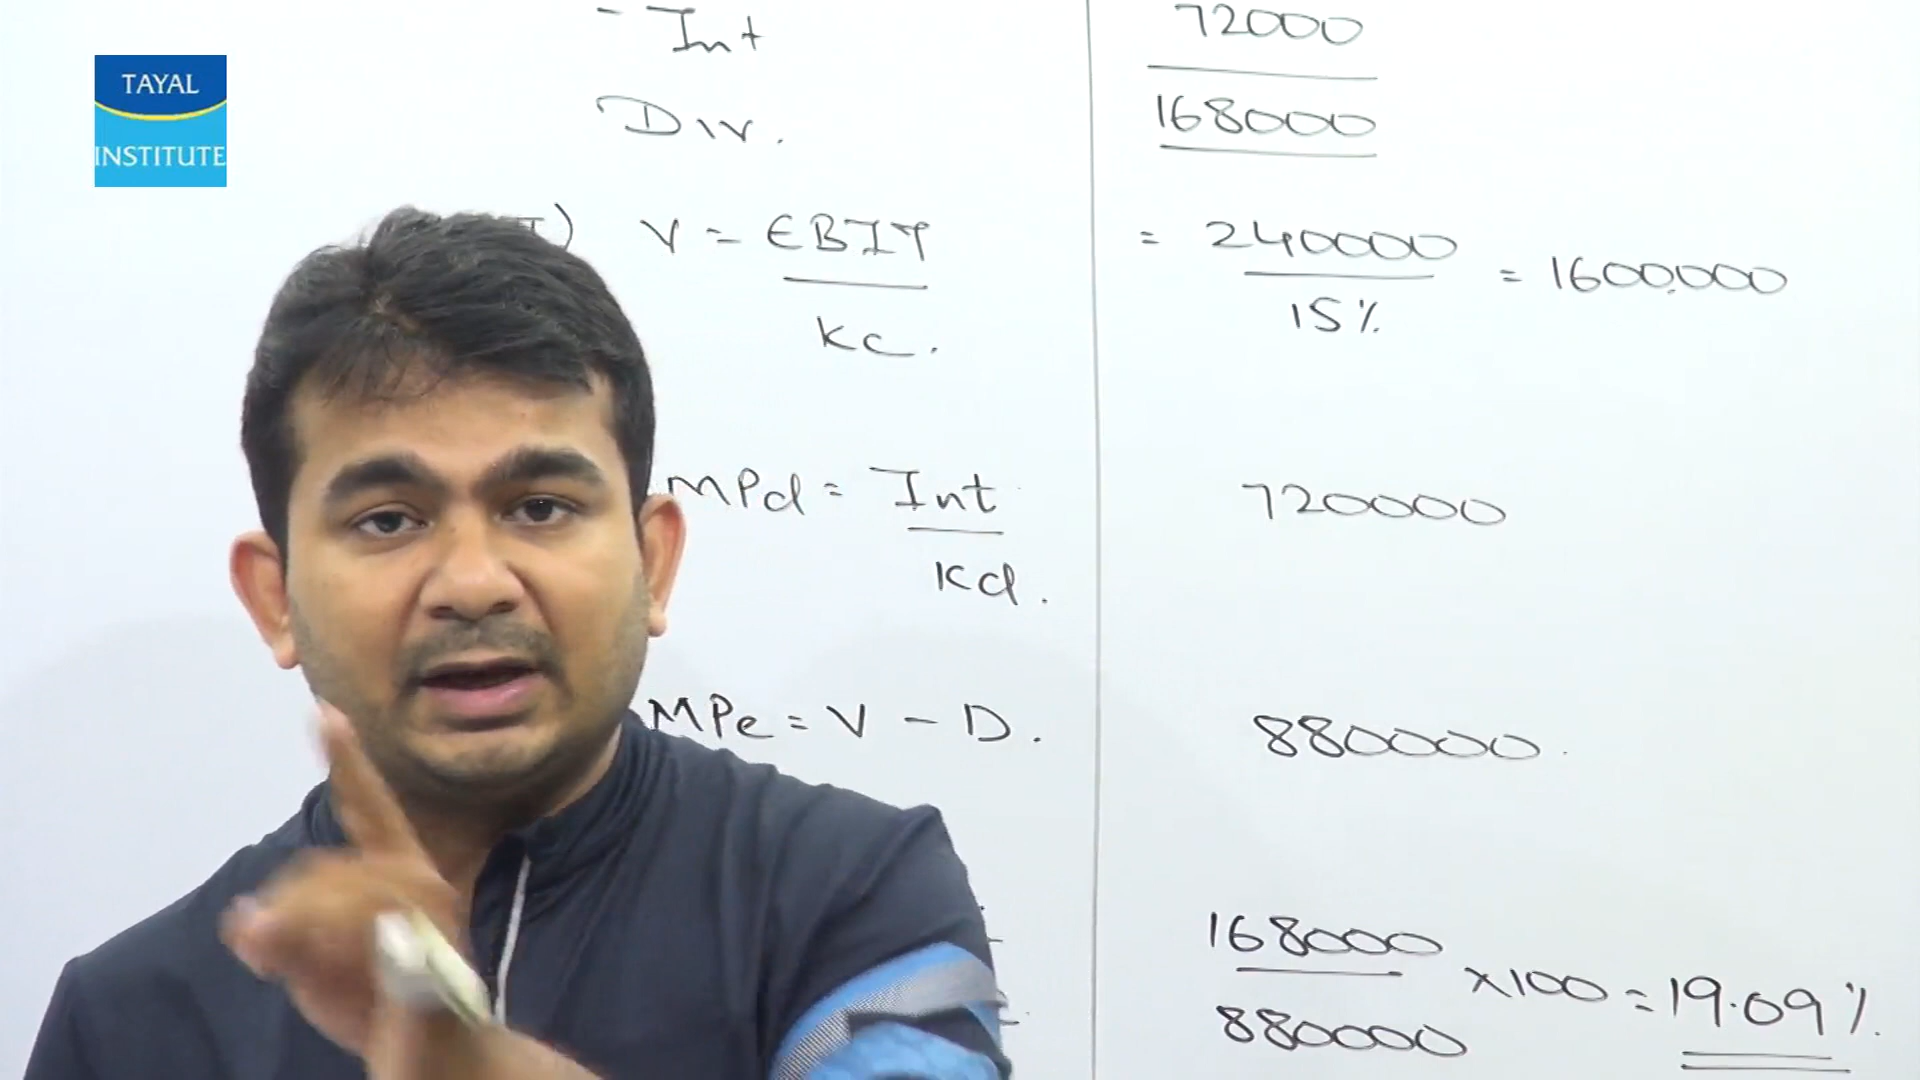 TAYAL
INSTITUTE
- Int 72000
Div. 168000
I) V = EBIT = 240000 = 1600000
Kc. 15%
MPd = Int 720000
Kd.
MPe = V - D. 880000.
168000 x100 = 19.09%.
880000